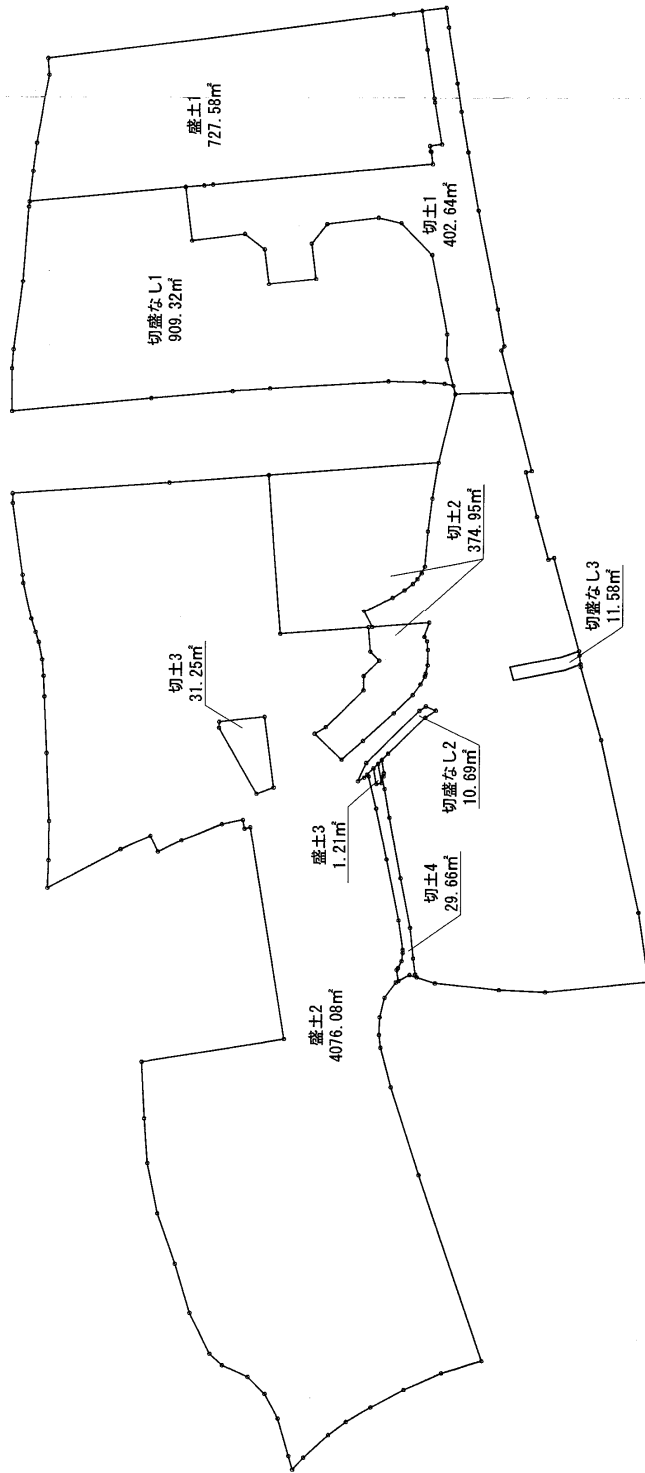 盛土1
727.58㎡
切盛なし1
909.32㎡
切土1
402.64㎡
切土2
374.95㎡
切盛なし3
11.58㎡
切土3
31.25㎡
切盛なし2
10.69㎡
盛土3
1.21㎡
切土4
29.66㎡
盛土2
4076.08㎡